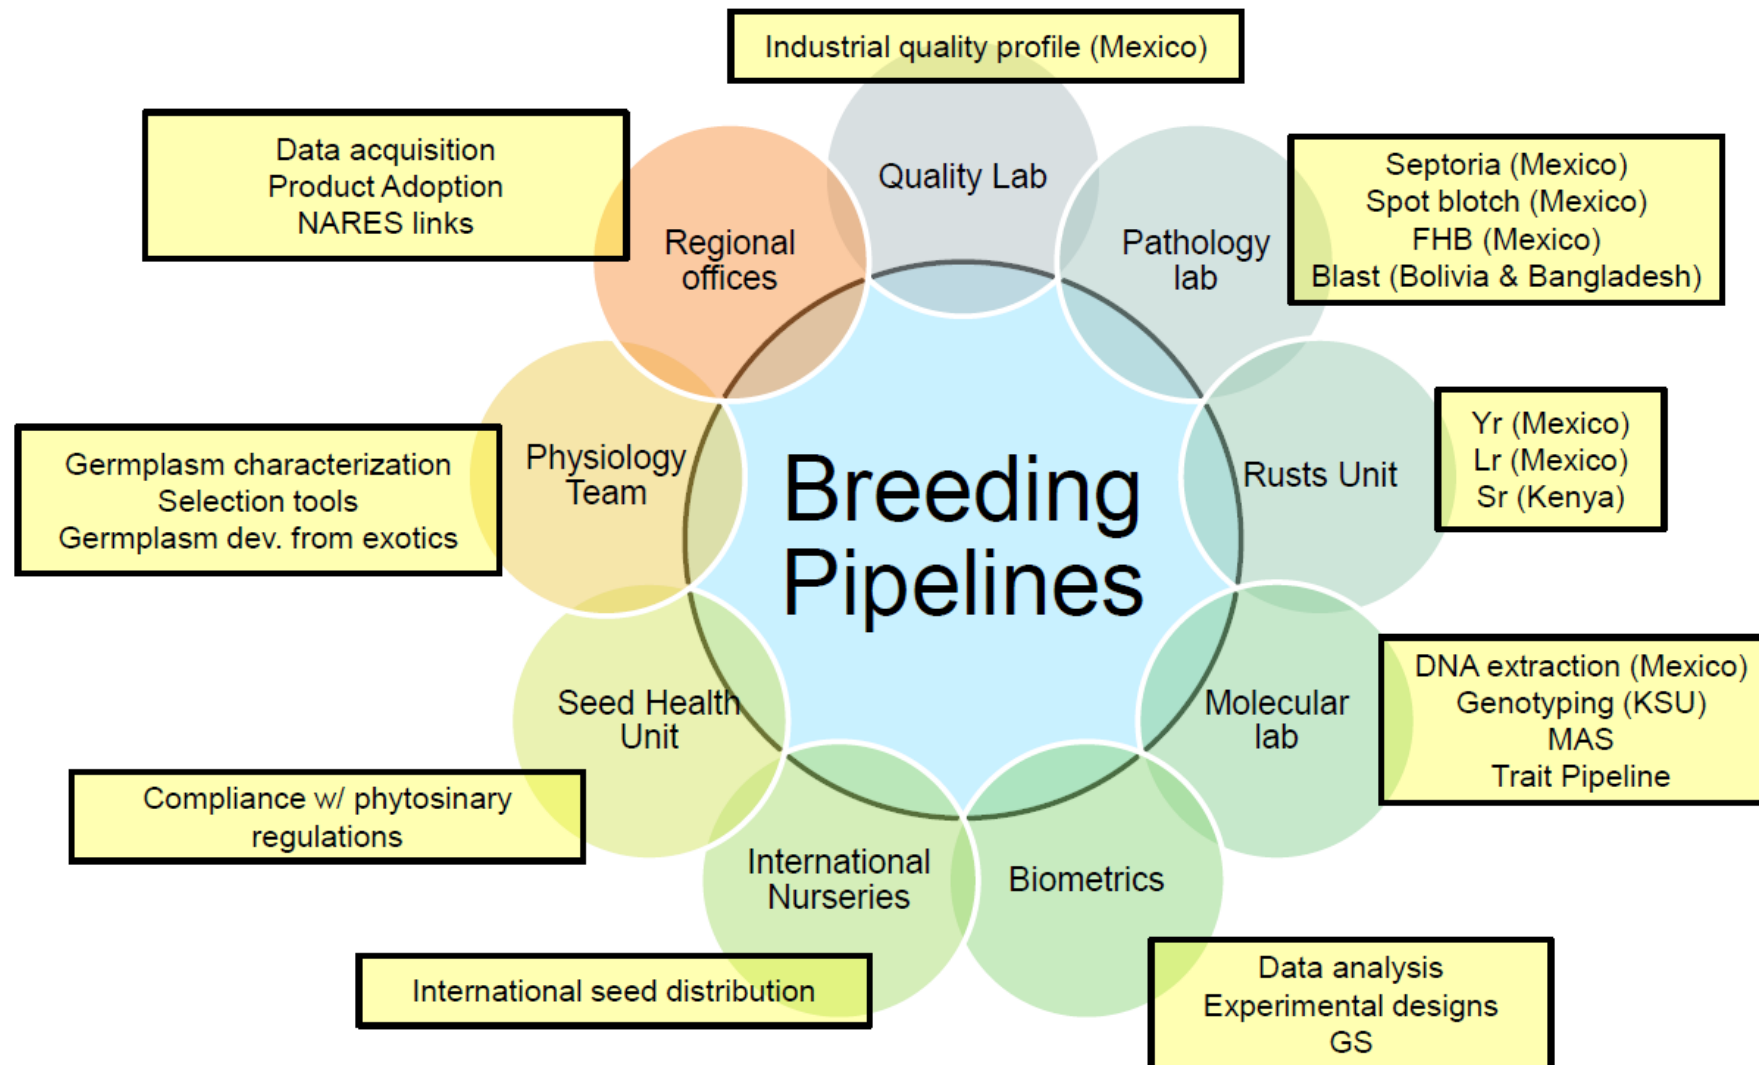 Industrial quality profile (Mexico)
Quality Lab
Data acquisition
Product Adoption
NARES links
Regional
offices
Pathology
lab
Septoria (Mexico)
Spot blotch (Mexico)
FHB (Mexico)
Blast (Bolivia & Bangladesh)
Germplasm characterization
Selection tools
Germplasm dev. from exotics
Physiology
Team
Breeding
Pipelines
Rusts Unit
Yr (Mexico)
Lr (Mexico)
Sr (Kenya)
Seed Health
Unit
Compliance w/ phytosinary
regulations
Molecular
lab
DNA extraction (Mexico)
Genotyping (KSU)
MAS
Trait Pipeline
International
Nurseries
International seed distribution
Biometrics
Data analysis
Experimental designs
GS